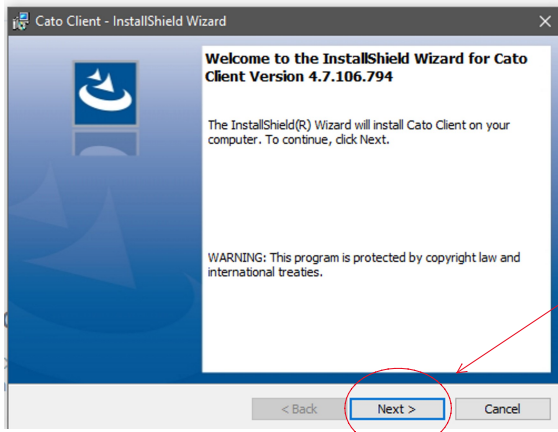 Cato Client - InstallShield Wizard
Welcome to the InstallShield Wizard for Cato
Client Version 4.7.106.794
The InstallShield(R) Wizard will install Cato Client on your
computer. To continue, click Next.
WARNING: This program is protected by copyright law and
international treaties.
< Back Next > Cancel